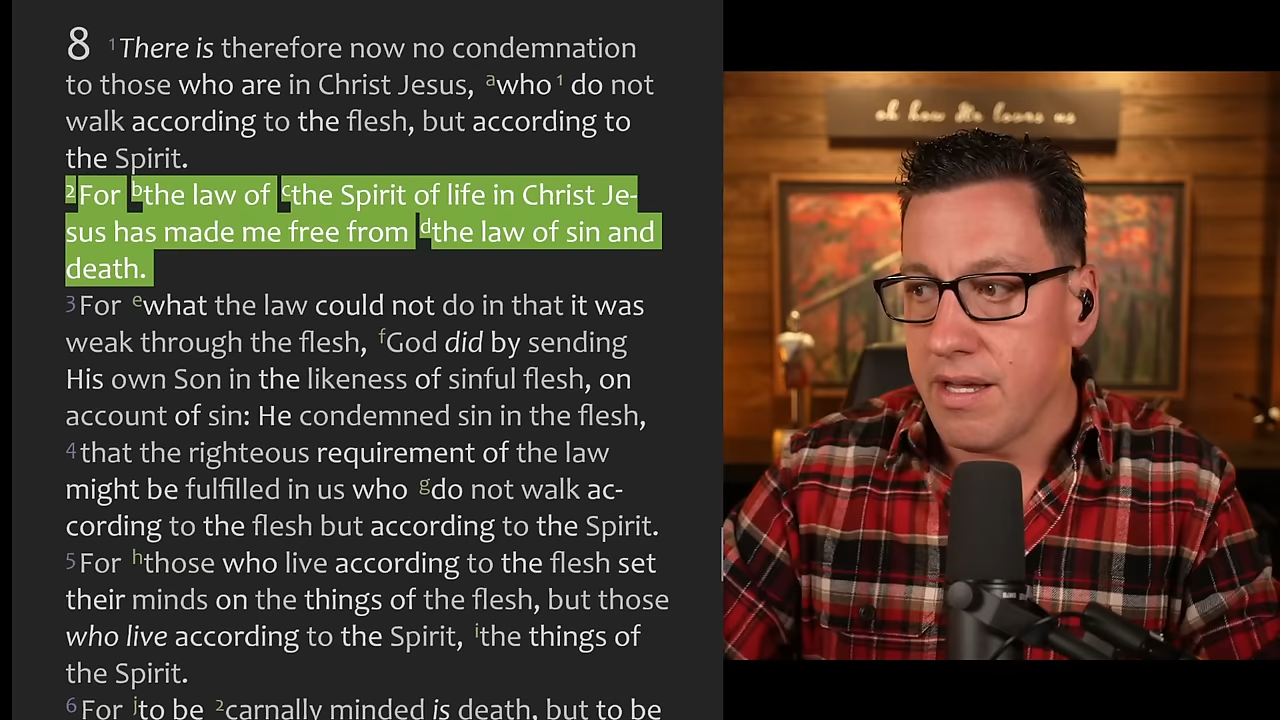 8 1There is therefore now no condemnation
to those who are in Christ Jesus, awho1 do not
walk according to the flesh, but according to
the Spirit.
2For bthe law of cthe Spirit of life in Christ Je-
sus has made me free from dthe law of sin and
death.
3For ewhat the law could not do in that it was
weak through the flesh, fGod did by sending
His own Son in the likeness of sinful flesh, on
account of sin: He condemned sin in the flesh,
4that the righteous requirement of the law
might be fulfilled in us who gdo not walk ac-
cording to the flesh but according to the Spirit.
5For hthose who live according to the flesh set
their minds on the things of the flesh, but those
who live according to the Spirit, ithe things of
the Spirit.
6For jto be 2carnally minded is death, but to be
oh how He loves us